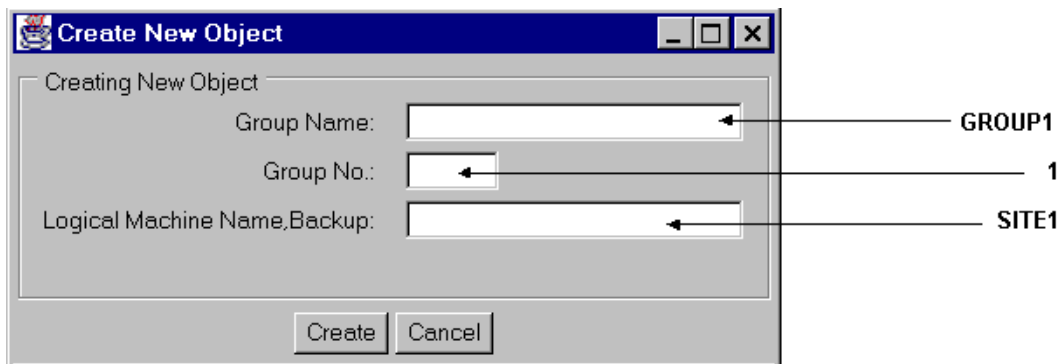 Create New Object
Creating New Object
Group Name: GROUP1
Group No.: 1
Logical Machine Name,Backup: SITE1
Create Cancel